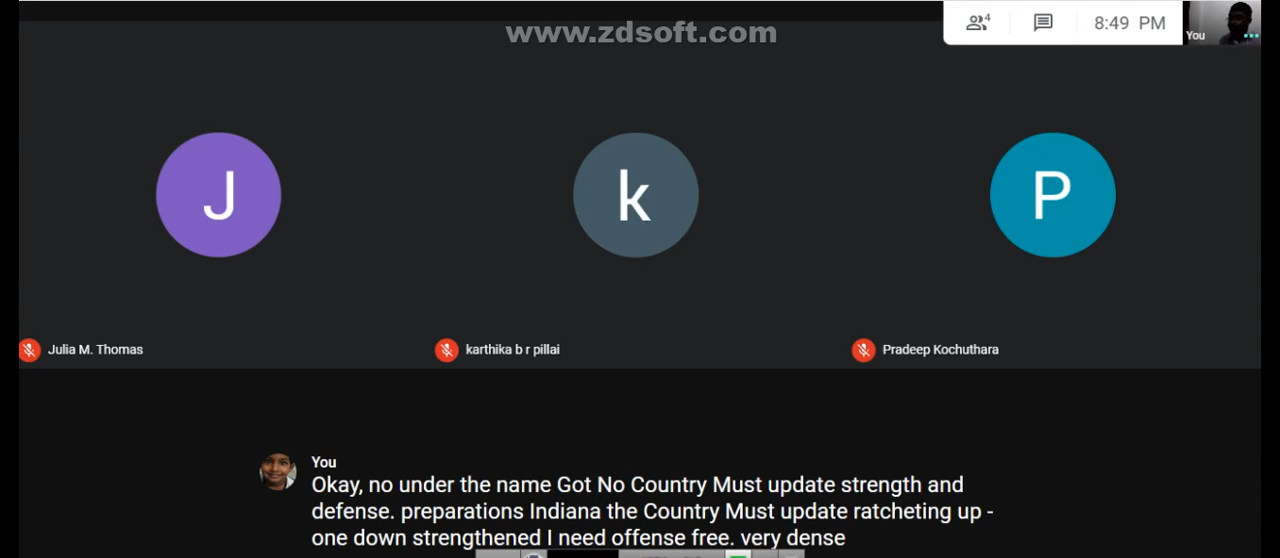 www.zdsoft.com
4
8:49 PM
You
J
k
P
Julia M. Thomas
karthika b r pillai
Pradeep Kochuthara
You
Okay, no under the name Got No Country Must update strength and
defense. preparations Indiana the Country Must update ratcheting up -
one down strengthened I need offense free. very dense